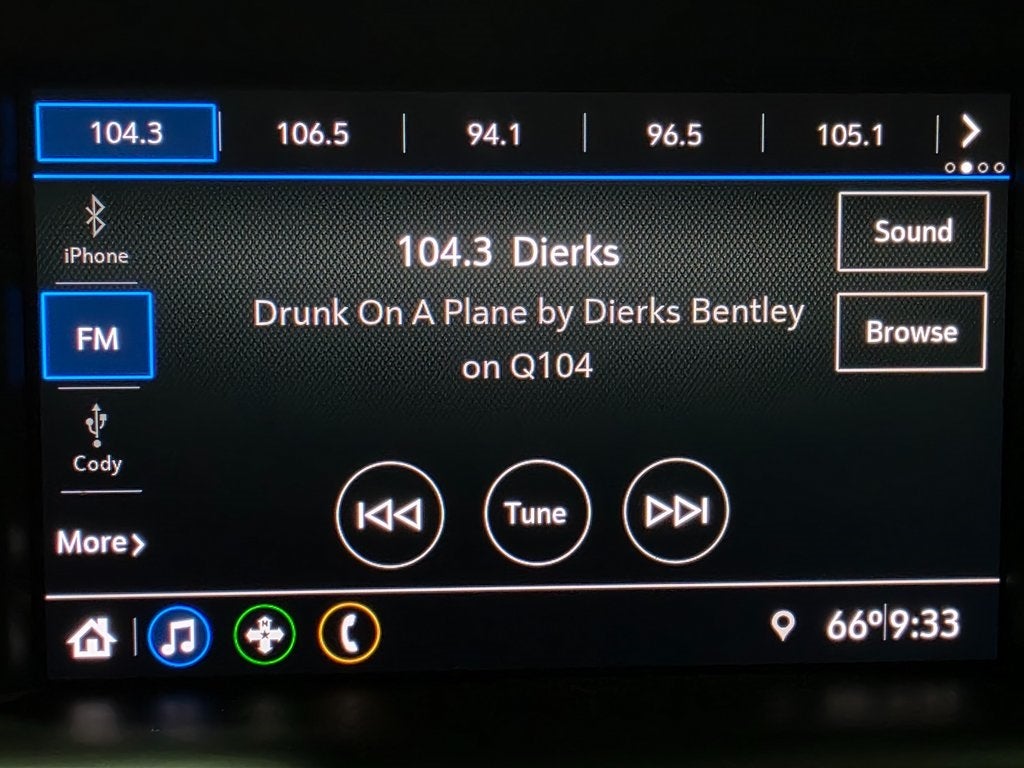 104.3 106.5 94.1 96.5 105.1
iPhone
104.3 Dierks
Sound
FM
Drunk On A Plane by Dierks Bentley
on Q104
Browse
Cody
Tune
More
N
66º 9:33